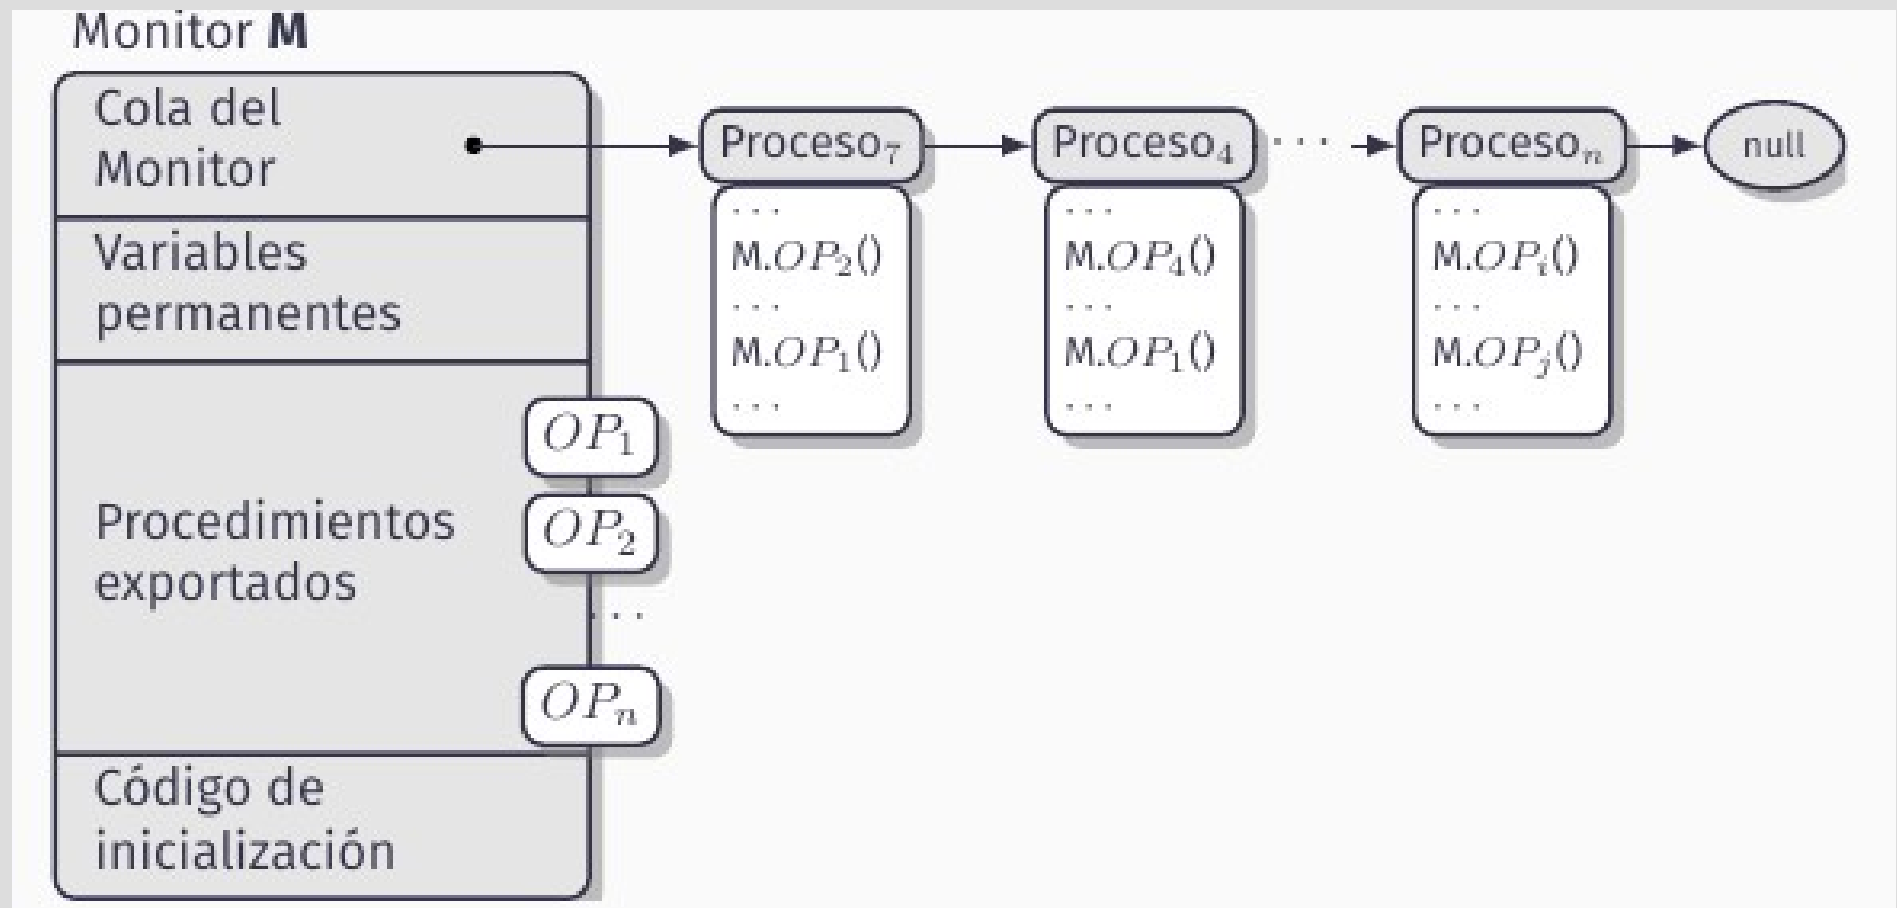 Monitor M
Cola del
Monitor
Proceso₇
Proceso₄
. . .
Procesoₙ
null
. . .
M.OP₂()
. . .
M.OP₁()
. . .
. . .
M.OP₄()
. . .
M.OP₁()
. . .
. . .
M.OPᵢ()
. . .
M.OPⱼ()
. . .
Variables
permanentes
Procedimientos
exportados
OP₁
OP₂
. . .
OPₙ
Código de
inicialización